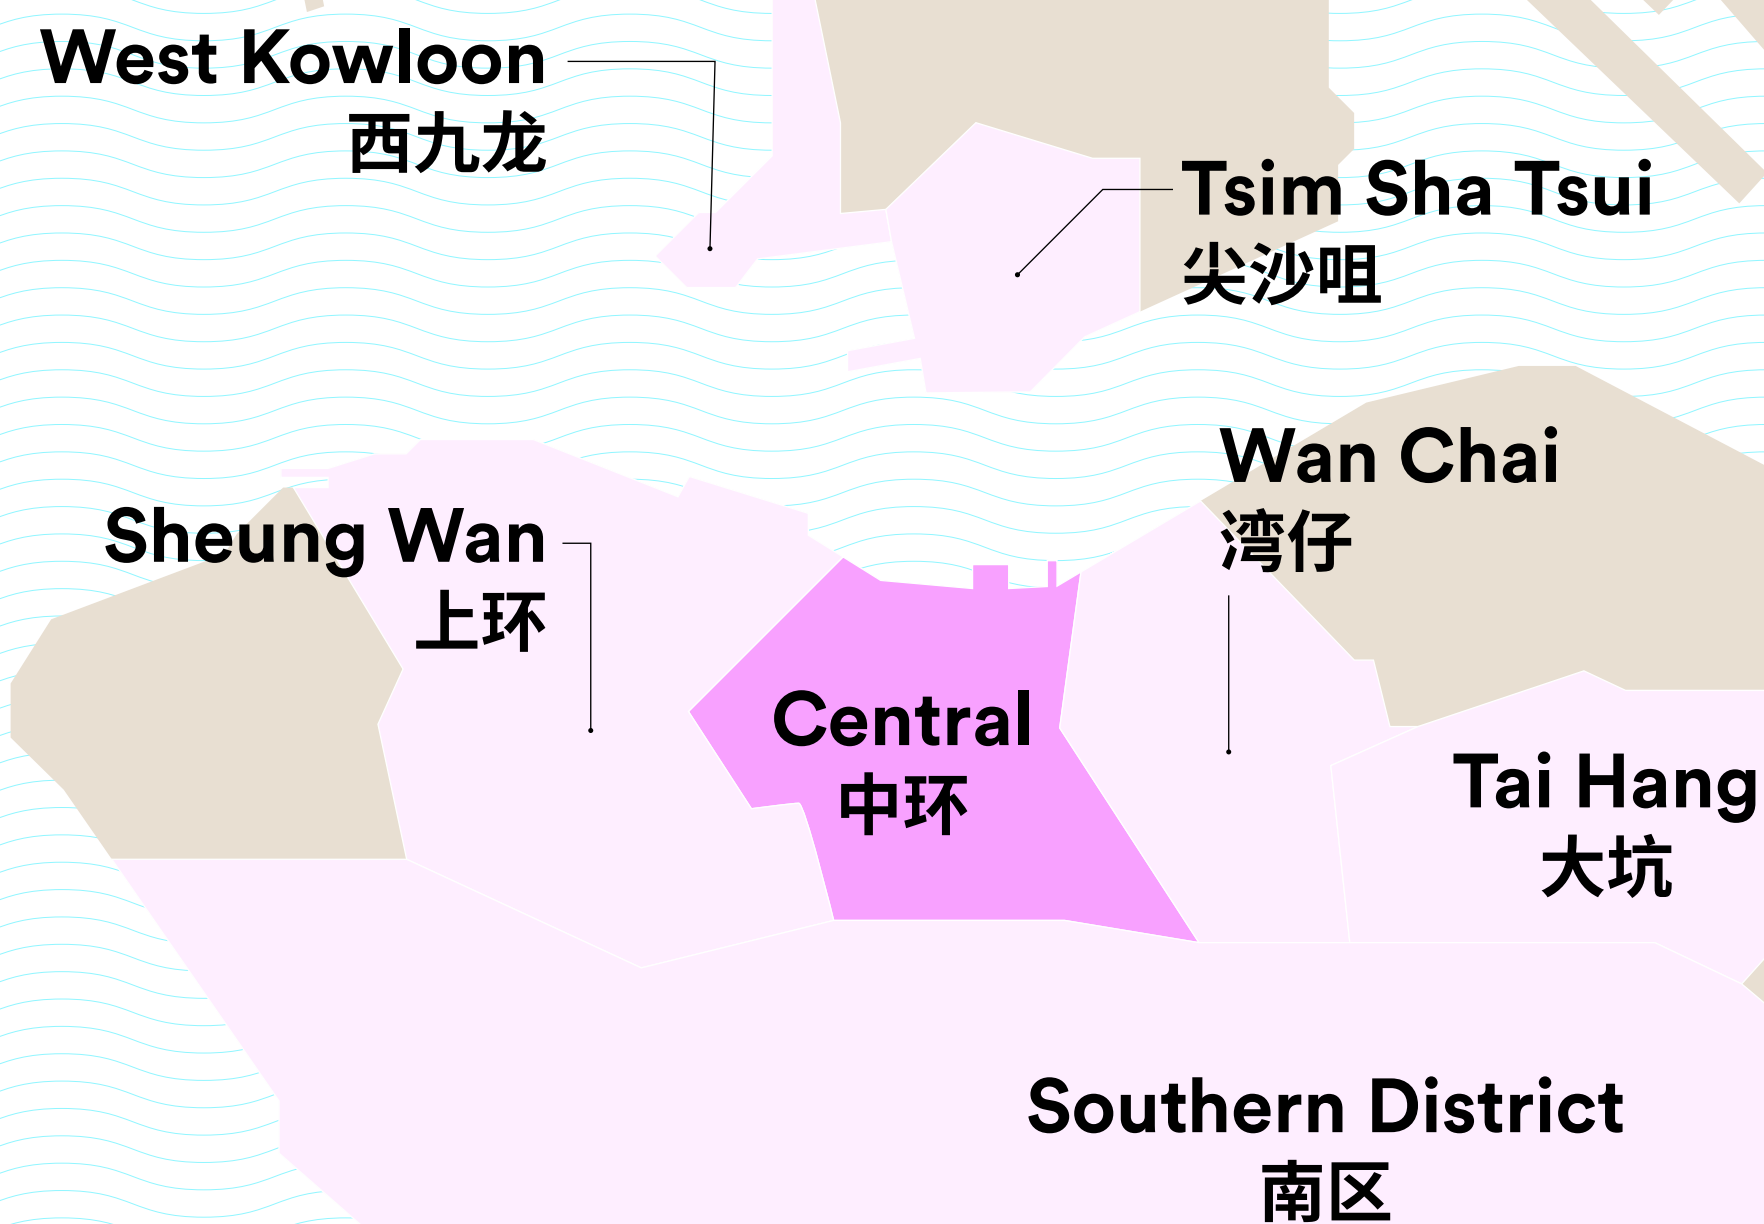 West Kowloon
西九龙
Tsim Sha Tsui
尖沙咀
Wan Chai
湾仔
Sheung Wan
上环
Central
中环
Tai Hang
大坑
Southern District
南区